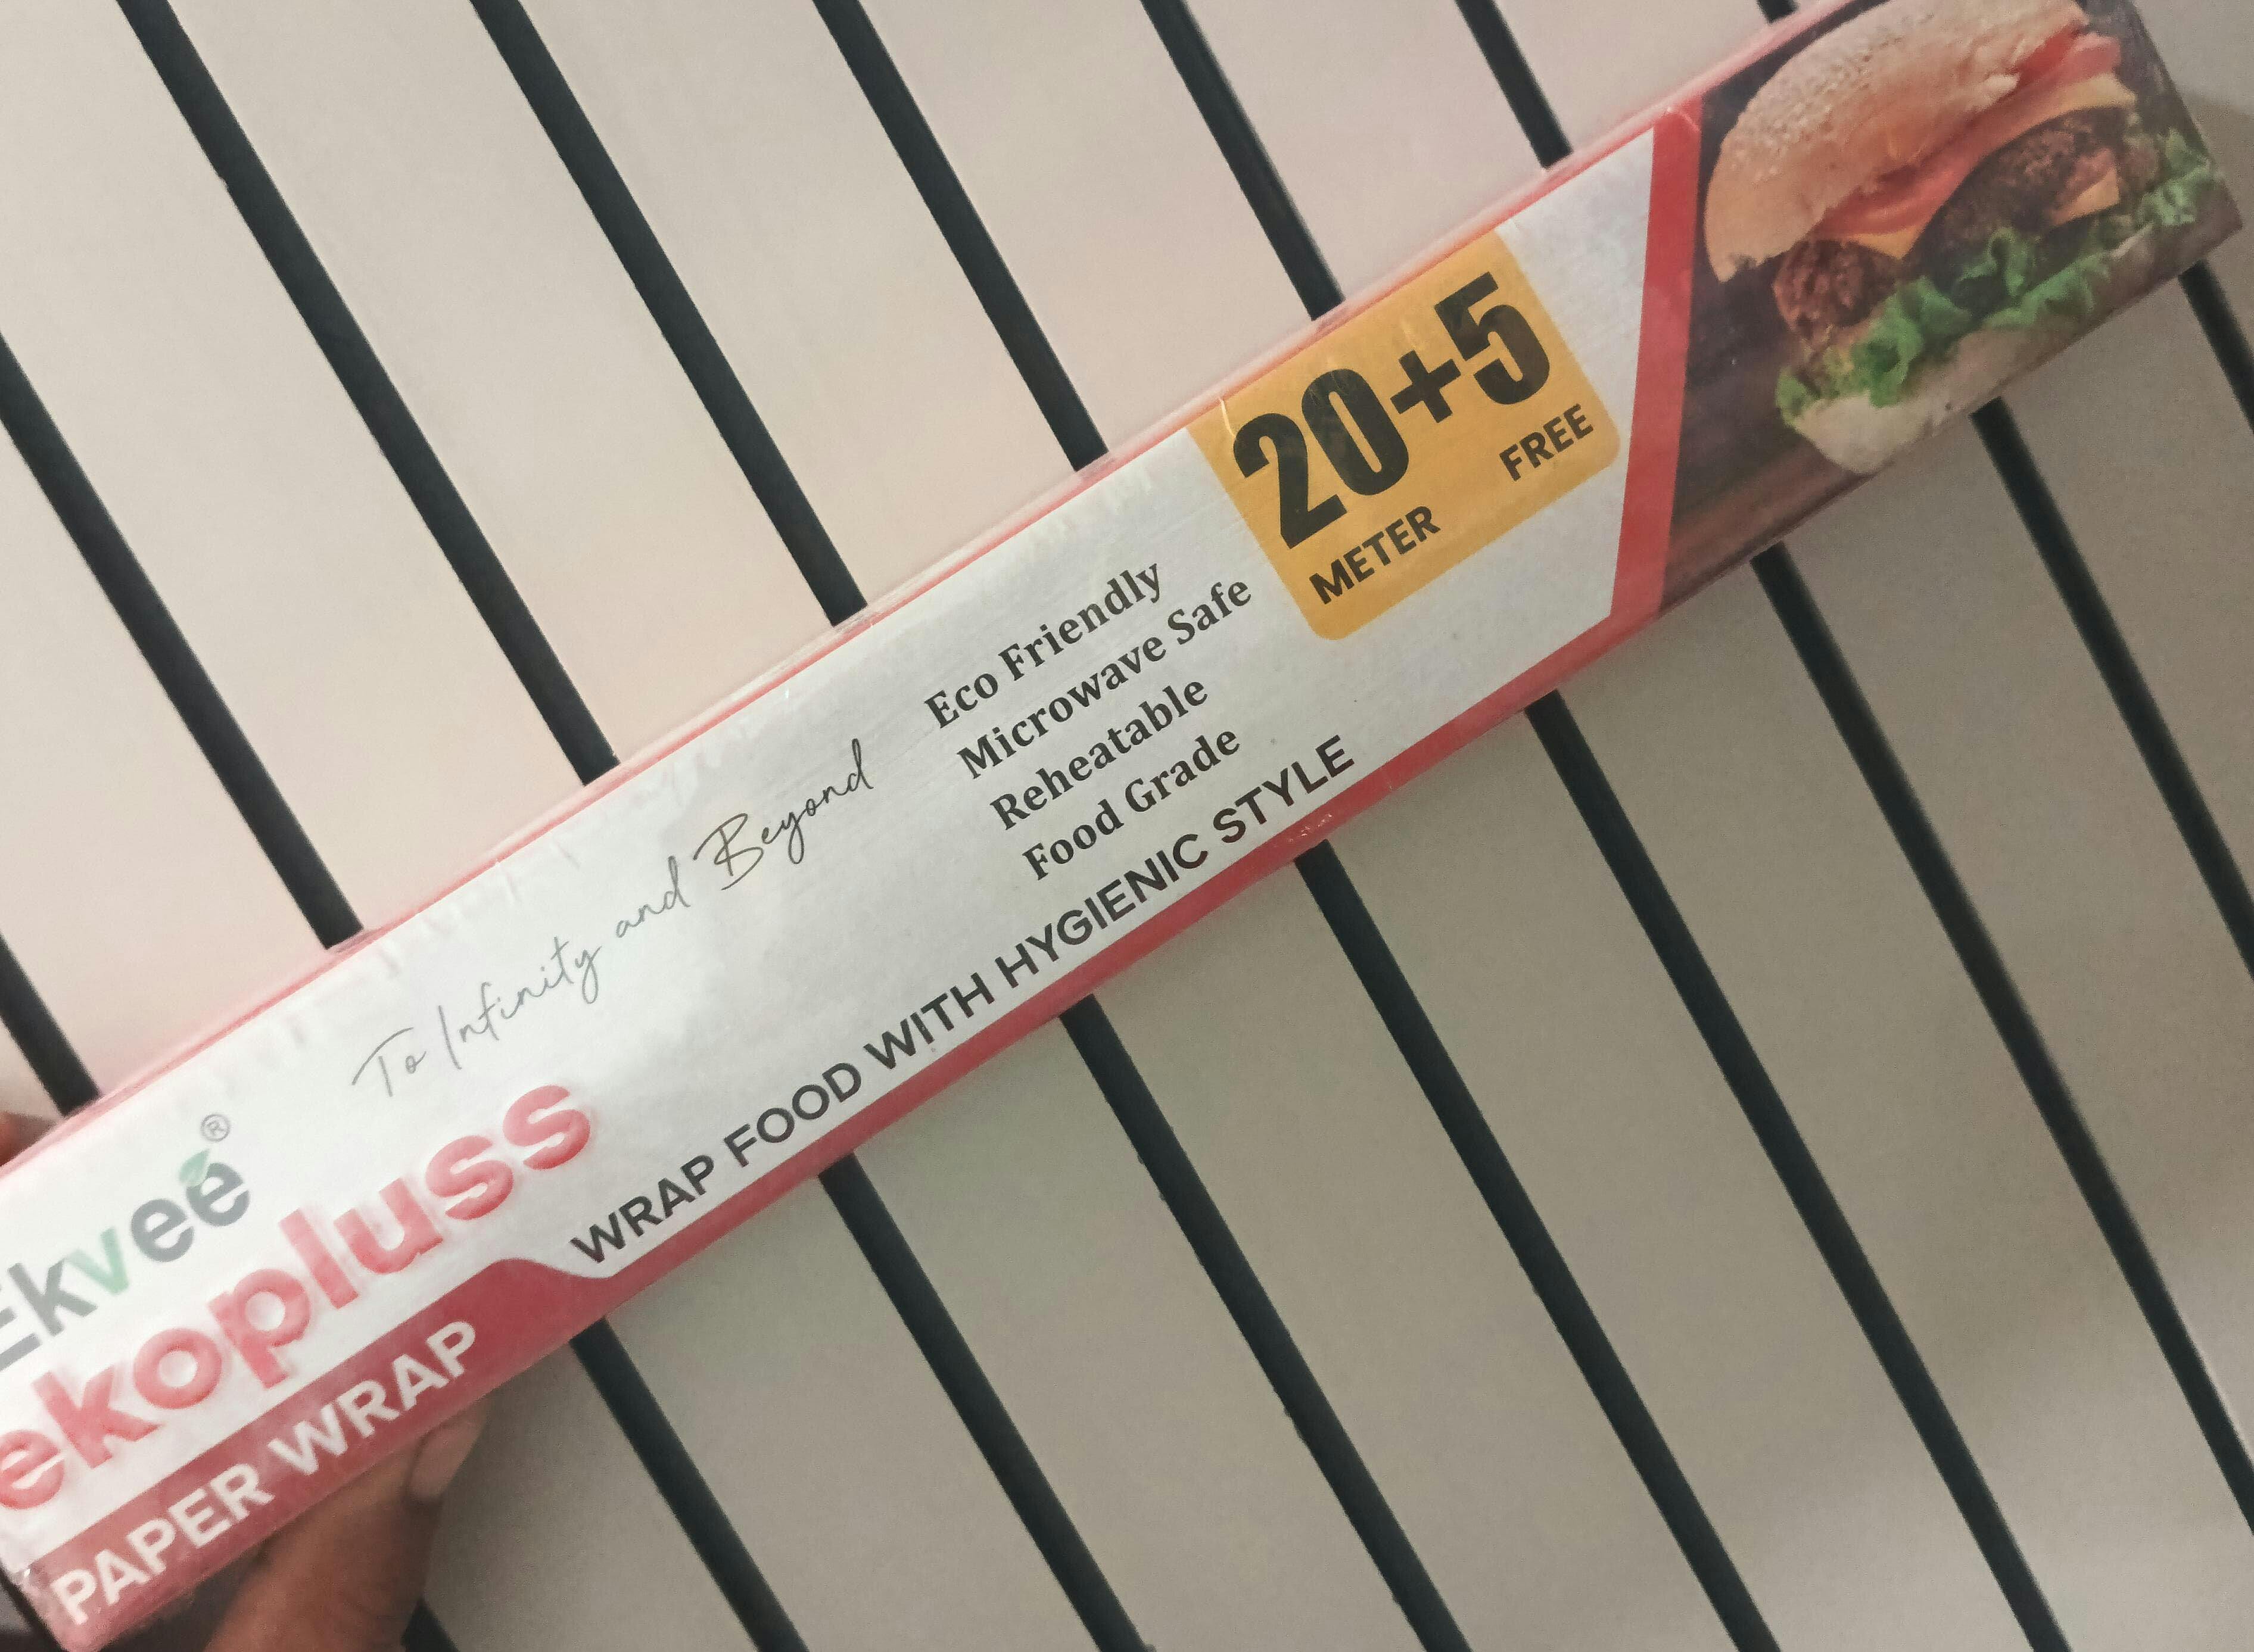 Ekvee®
ekopluss
PAPER WRAP
To Infinity and Beyond
WRAP FOOD WITH HYGIENIC STYLE
Eco Friendly
Microwave Safe
Reheatable
Food Grade
20+5
METER FREE